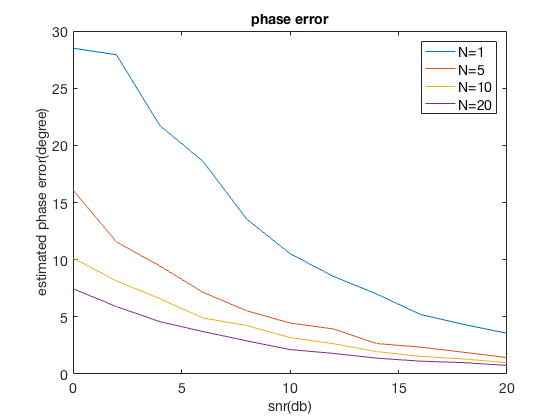 phase error
30
25
20
15
10
5
0
estimated phase error(degree)
N=1
N=5
N=10
N=20
0 5 10 15 20
snr(db)